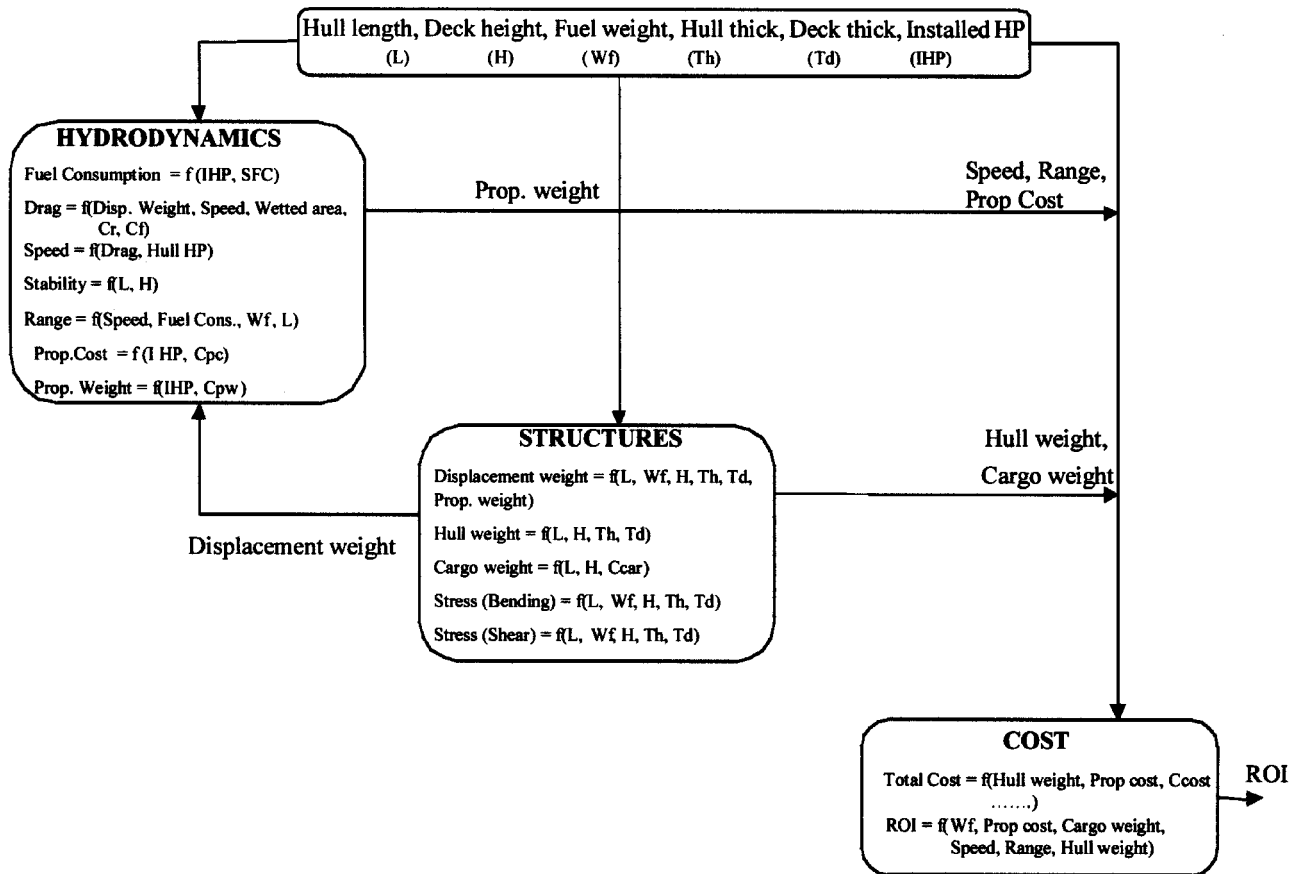 Hull length, Deck height, Fuel weight, Hull thick, Deck thick, Installed HP
(L) (H) (Wf) (Th) (Td) (IHP)
HYDRODYNAMICS
Fuel Consumption = f (IHP, SFC)
Drag = f(Disp. Weight, Speed, Wetted area,
Cr, Cf)
Speed = f(Drag, Hull HP)
Stability = f(L, H)
Range = f(Speed, Fuel Cons., Wf, L)
Prop.Cost = f (I HP, Cpc)
Prop. Weight = f(IHP, Cpw)
Prop. weight
Speed, Range,
Prop Cost
STRUCTURES
Displacement weight = f(L, Wf, H, Th, Td,
Prop. weight)
Hull weight = f(L, H, Th, Td)
Cargo weight = f(L, H, Ccar)
Stress (Bending) = f(L, Wf, H, Th, Td)
Stress (Shear) = f(L, Wf, H, Th, Td)
Displacement weight
Hull weight,
Cargo weight
COST
Total Cost = f(Hull weight, Prop cost, Ccost
.......)
ROI = f(Wf, Prop cost, Cargo weight,
Speed, Range, Hull weight)
ROI